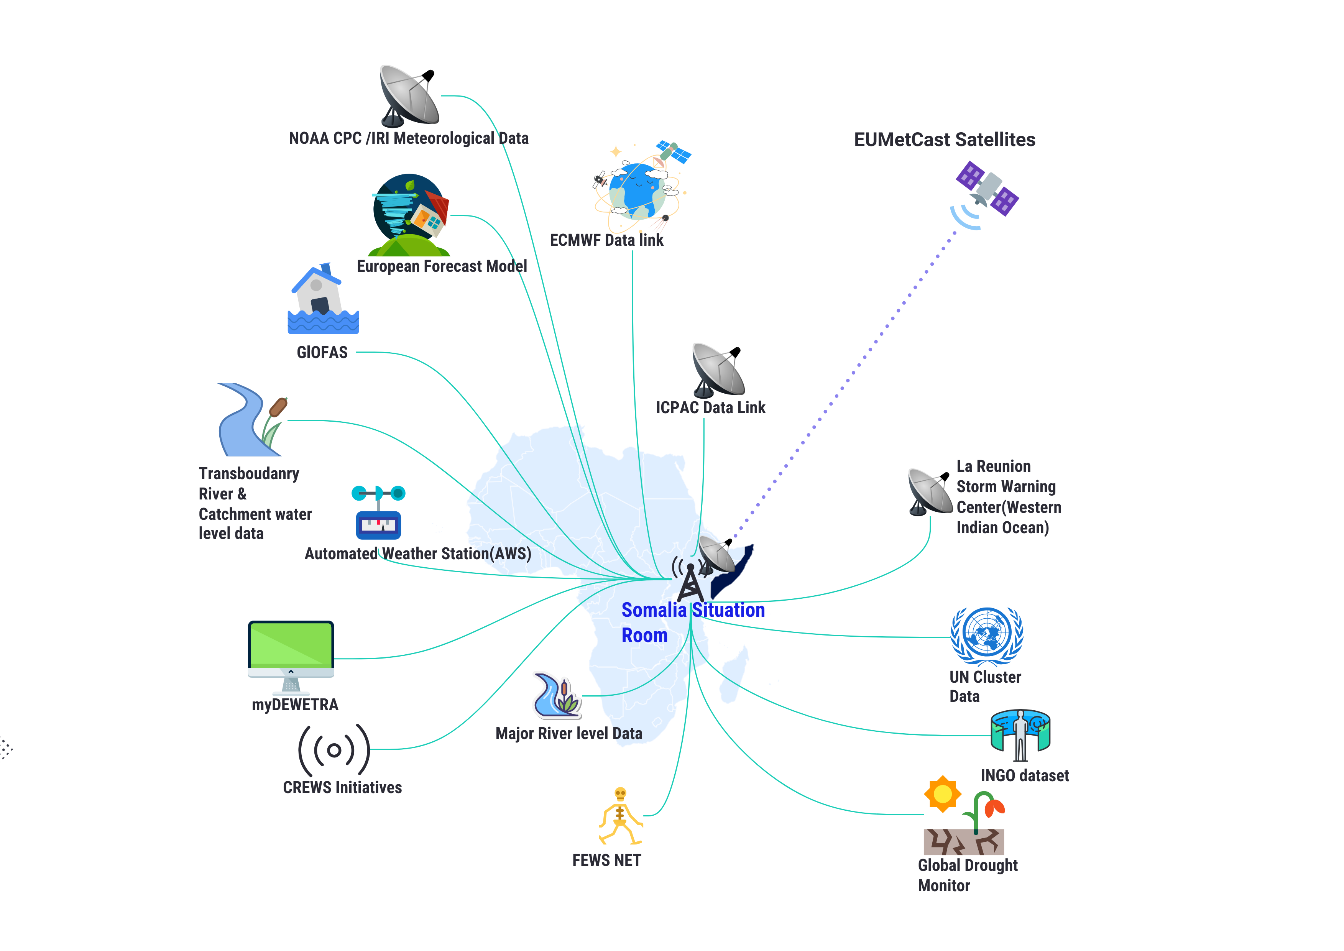 NOAA CPC /IRI Meteorological Data
EUMetCast Satellites
ECMWF Data link
European Forecast Model
GlOFAS
ICPAC Data Link
Transboudanry
River &
Catchment water
level data
La Reunion
Storm Warning
Center(Western
Indian Ocean)
Automated Weather Station(AWS)
Somalia Situation
Room
UN Cluster
Data
myDEWETRA
Major River level Data
INGO dataset
CREWS Initiatives
FEWS NET
Global Drought
Monitor